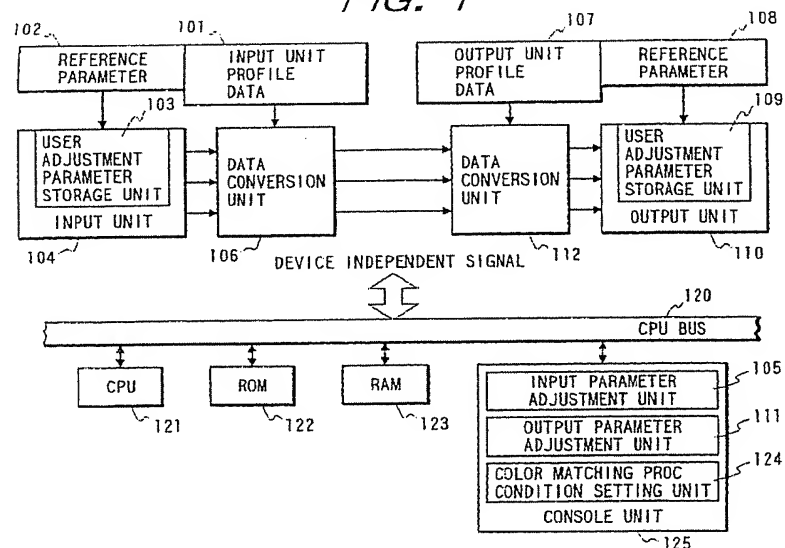 FIG. 1
102
101
107
108
REFERENCE
PARAMETER
INPUT UNIT
PROFILE
DATA
OUTPUT UNIT
PROFILE
DATA
REFERENCE
PARAMETER
103
109
USER
ADJUSTMENT
PARAMETER
STORAGE UNIT
INPUT UNIT
DATA
CONVERSION
UNIT
DATA
CONVERSION
UNIT
USER
ADJUSTMENT
PARAMETER
STORAGE UNIT
OUTPUT UNIT
104
106
112
110
DEVICE INDEPENDENT SIGNAL
120
CPU BUS
CPU
ROM
RAM
121
122
123
INPUT PARAMETER
ADJUSTMENT UNIT
105
OUTPUT PARAMETER
ADJUSTMENT UNIT
111
COLOR MATCHING PROC
CONDITION SETTING UNIT
124
CONSOLE UNIT
125